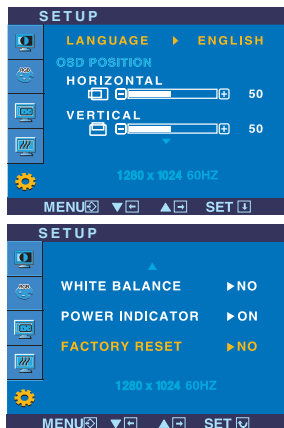 SETUP
LANGUAGE ▶ ENGLISH
OSD POSITION
HORIZONTAL
50
VERTICAL
50
1280 x 1024 60HZ
MENU ▼ ▲ SET
SETUP
WHITE BALANCE ▶NO
POWER INDICATOR ▶ON
FACTORY RESET ▶NO
1280 x 1024 60HZ
MENU ▼ ▲ SET